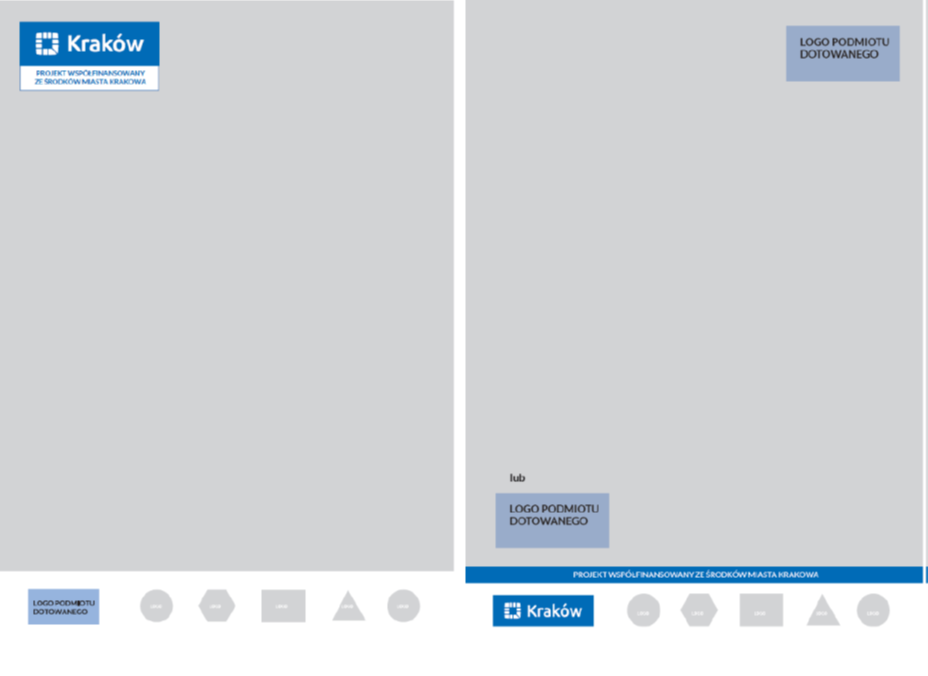 Kraków
PROJEKT WSPÓŁFINANSOWANY
ZE ŚRODKÓW MIASTA KRAKOWA
LOGO PODMIOTU
DOTOWANEGO
LOGO PODMIOTU
DOTOWANEGO
lub
LOGO PODMIOTU
DOTOWANEGO
PROJEKT WSPÓŁFINANSOWANY ZE ŚRODKÓW MIASTA KRAKOWA
Kraków